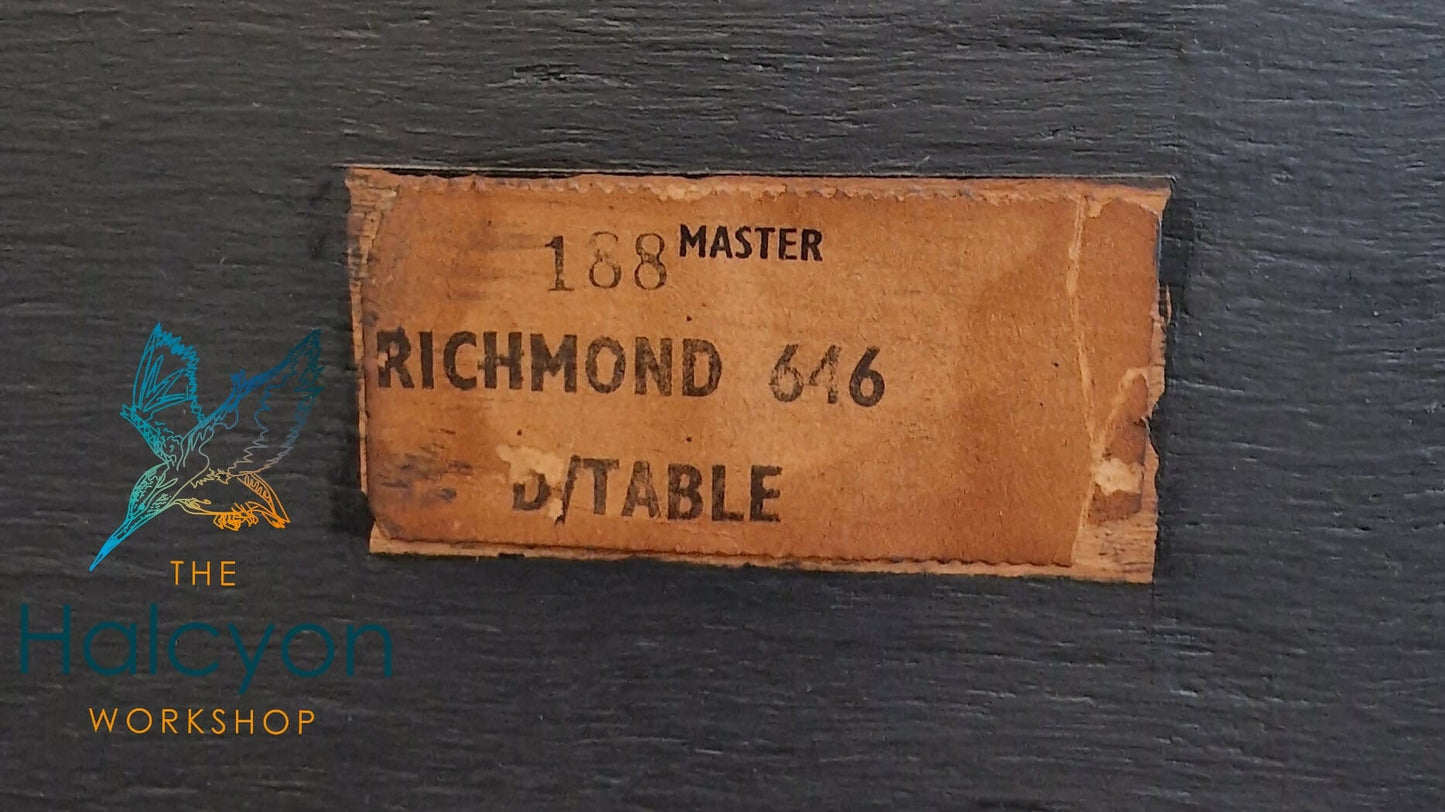 188 MASTER
RICHMOND 646
D/TABLE
THE
Halcyon
WORKSHOP